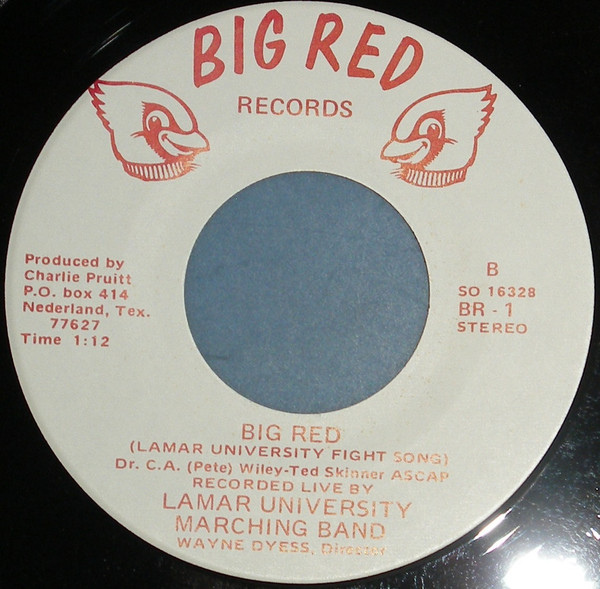 BIG RED
RECORDS
Produced by
Charlie Pruitt
P.O. box 414
Nederland, Tex.
77627
Time 1:12
B
SO 16328
BR - 1
STEREO
BIG RED
(LAMAR UNIVERSITY FIGHT SONG)
Dr. C.A. (Pete) Wiley-Ted Skinner ASCAP
RECORDED LIVE BY
LAMAR UNIVERSITY
MARCHING BAND
WAYNE DYESS, Director